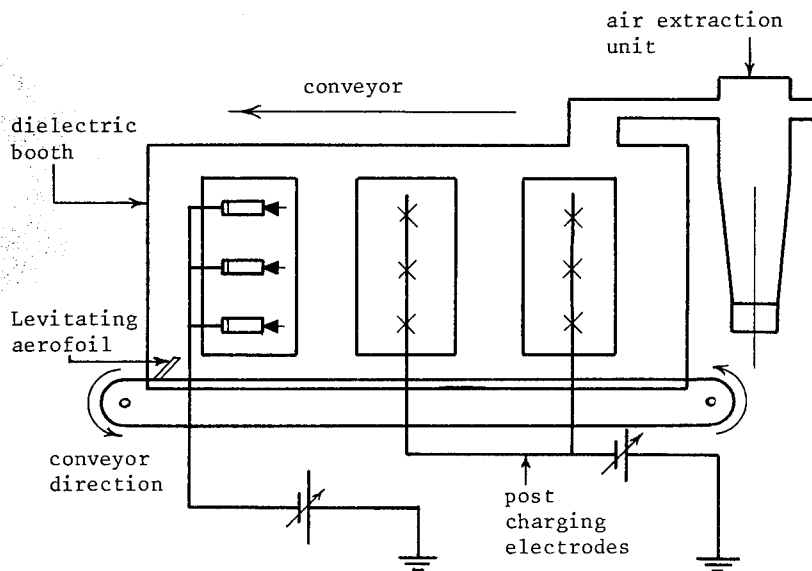 air extraction
unit
conveyor
dielectric
booth
Levitating
aerofoil
conveyor
direction
post
charging
electrodes